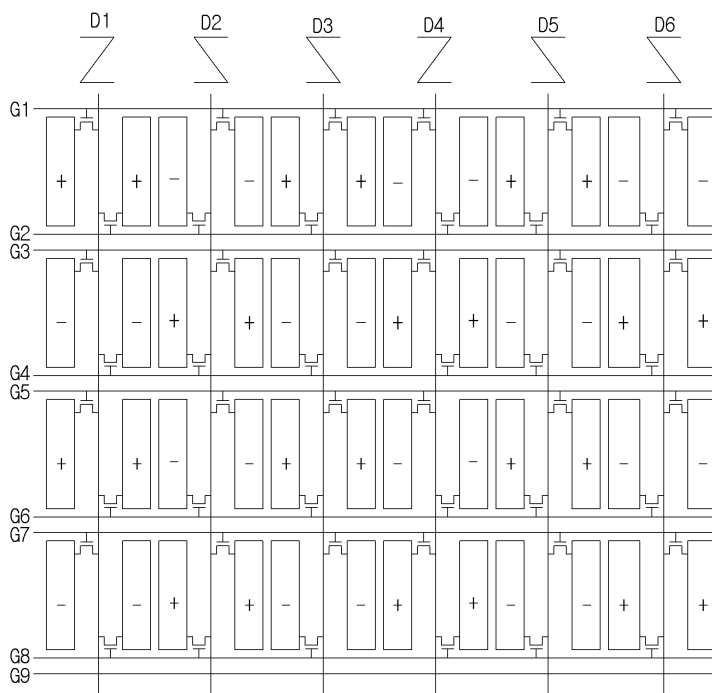 D1 D2 D3 D4 D5 D6
G1
+ + − − + + − − + + − −
G2
G3
− − + + − − + + − − + +
G4
G5
+ + − − + + − − + + − −
G6
G7
− − + + − − + + − − + +
G8
G9